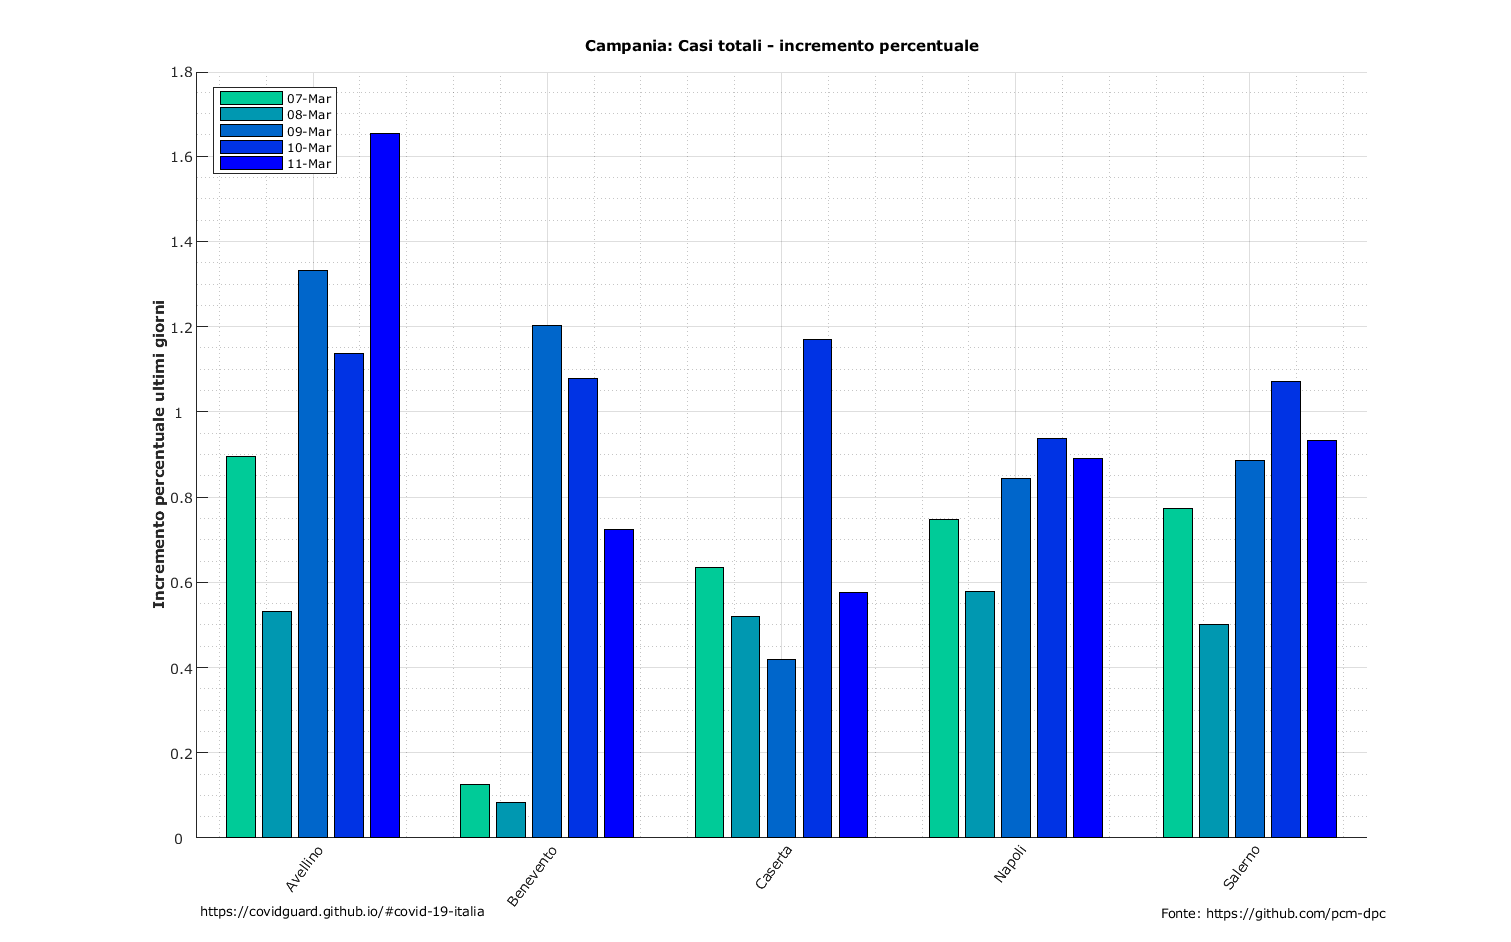 Campania: Casi totali - incremento percentuale
1.8
1.6
1.4
1.2
1
0.8
0.6
0.4
0.2
0
Incremento percentuale ultimi giorni
07-Mar
08-Mar
09-Mar
10-Mar
11-Mar
Avellino
Benevento
Caserta
Napoli
Salerno
https://covidguard.github.io/#covid-19-italia
Fonte: https://github.com/pcm-dpc